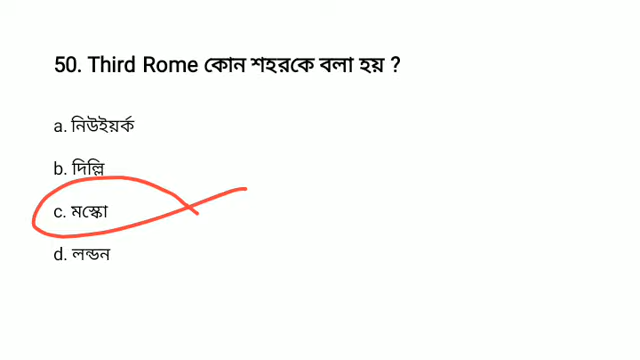 50. Third Rome কোন শহরকে বলা হয় ?
a. নিউইয়র্ক
b. দিল্লি
c. মস্কো
d. লন্ডন